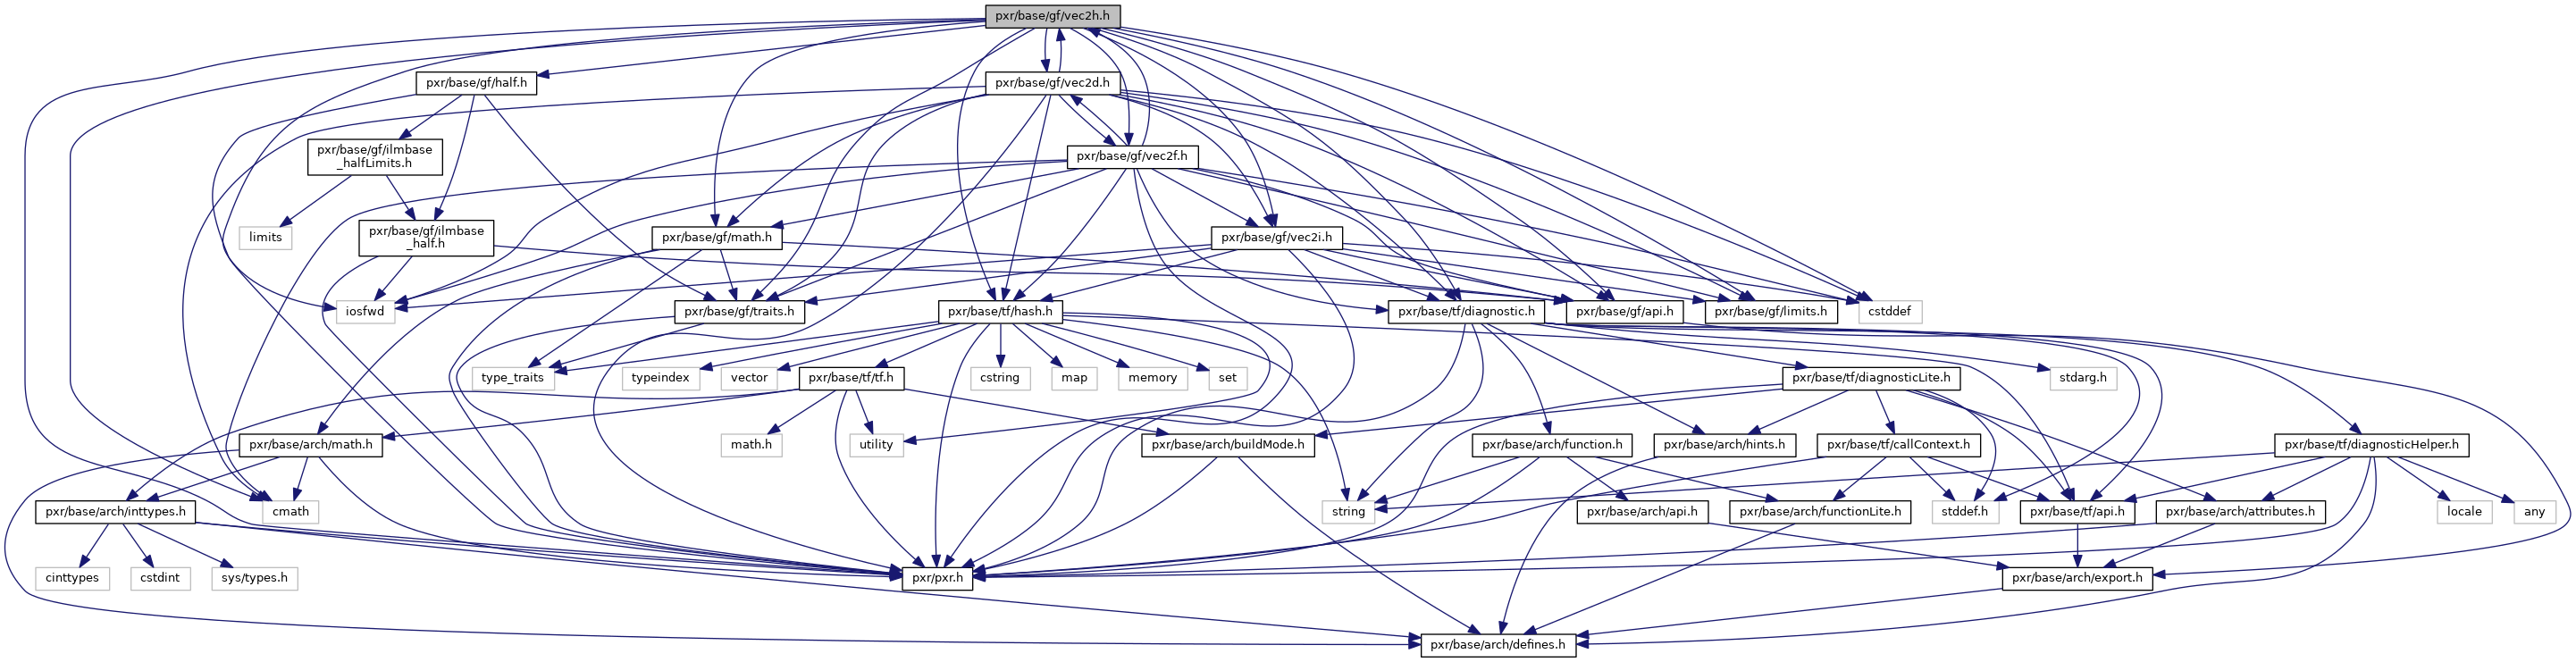 pxr/base/gf/vec2h.h
pxr/base/gf/half.h
pxr/base/gf/vec2d.h
pxr/base/gf/ilmbase
_halfLimits.h
pxr/base/gf/vec2f.h
limits
pxr/base/gf/ilmbase
_half.h
pxr/base/gf/math.h
pxr/base/gf/vec2i.h
iosfwd
pxr/base/gf/traits.h
pxr/base/tf/hash.h
pxr/base/tf/diagnostic.h
pxr/base/gf/api.h
pxr/base/gf/limits.h
cstddef
type_traits
typeindex
vector
pxr/base/tf/tf.h
cstring
map
memory
set
pxr/base/tf/diagnosticLite.h
stdarg.h
pxr/base/arch/math.h
math.h
utility
pxr/base/arch/buildMode.h
pxr/base/arch/function.h
pxr/base/arch/hints.h
pxr/base/tf/callContext.h
pxr/base/tf/diagnosticHelper.h
pxr/base/arch/inttypes.h
cmath
string
pxr/base/arch/api.h
pxr/base/arch/functionLite.h
stddef.h
pxr/base/tf/api.h
pxr/base/arch/attributes.h
locale
any
cinttypes
cstdint
sys/types.h
pxr/pxr.h
pxr/base/arch/export.h
pxr/base/arch/defines.h